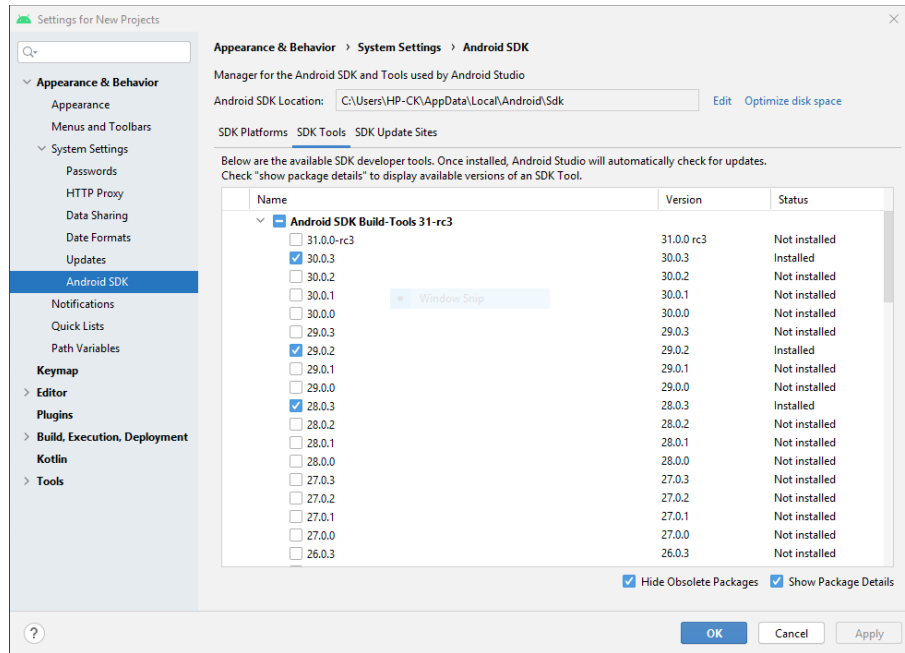 Settings for New Projects
Appearance & Behavior
Appearance
Menus and Toolbars
System Settings
Passwords
HTTP Proxy
Data Sharing
Date Formats
Updates
Android SDK
Notifications
Quick Lists
Path Variables
Keymap
Editor
Plugins
Build, Execution, Deployment
Kotlin
Tools
Appearance & Behavior › System Settings › Android SDK
Manager for the Android SDK and Tools used by Android Studio
Android SDK Location: C:\Users\HP-CK\AppData\Local\Android\Sdk Edit Optimize disk space
SDK Platforms SDK Tools SDK Update Sites
Below are the available SDK developer tools. Once installed, Android Studio will automatically check for updates.
Check "show package details" to display available versions of an SDK Tool.
Name Version Status
Android SDK Build-Tools 31-rc3
31.0.0-rc3 31.0.0 rc3 Not installed
30.0.3 30.0.3 Installed
30.0.2 30.0.2 Not installed
30.0.1 30.0.1 Not installed
Window Snip
30.0.0 30.0.0 Not installed
29.0.3 29.0.3 Not installed
29.0.2 29.0.2 Installed
29.0.1 29.0.1 Not installed
29.0.0 29.0.0 Not installed
28.0.3 28.0.3 Installed
28.0.2 28.0.2 Not installed
28.0.1 28.0.1 Not installed
28.0.0 28.0.0 Not installed
27.0.3 27.0.3 Not installed
27.0.2 27.0.2 Not installed
27.0.1 27.0.1 Not installed
27.0.0 27.0.0 Not installed
26.0.3 26.0.3 Not installed
Hide Obsolete Packages Show Package Details
? OK Cancel Apply